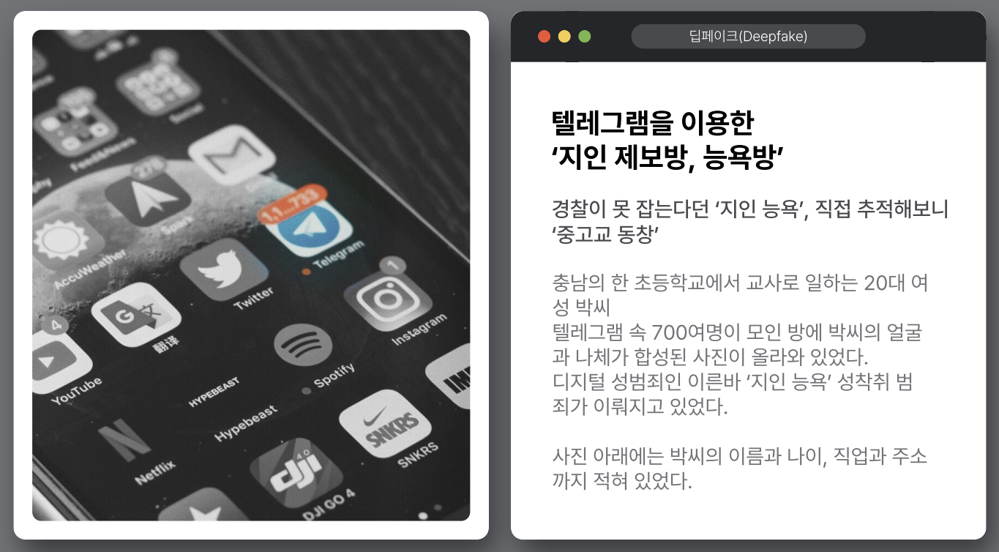 Social
Feed&News
276
Spark
AccuWeather
1,1...733
Telegram
Twitter
1
Instagram
G 文
翻译
4
YouTube
HYPEBEAST
Hypebeast
Spotify
N
Netflix
SNKRS
SNKRS
dji 4.0
DJI GO 4
딥페이크(Deepfake)
텔레그램을 이용한
‘지인 제보방, 능욕방’
경찰이 못 잡는다던 ‘지인 능욕’, 직접 추적해보니
‘중고교 동창’
충남의 한 초등학교에서 교사로 일하는 20대 여
성 박씨
텔레그램 속 700여명이 모인 방에 박씨의 얼굴
과 나체가 합성된 사진이 올라와 있었다.
디지털 성범죄인 이른바 ‘지인 능욕’ 성착취 범
죄가 이뤄지고 있었다.
사진 아래에는 박씨의 이름과 나이, 직업과 주소
까지 적혀 있었다.